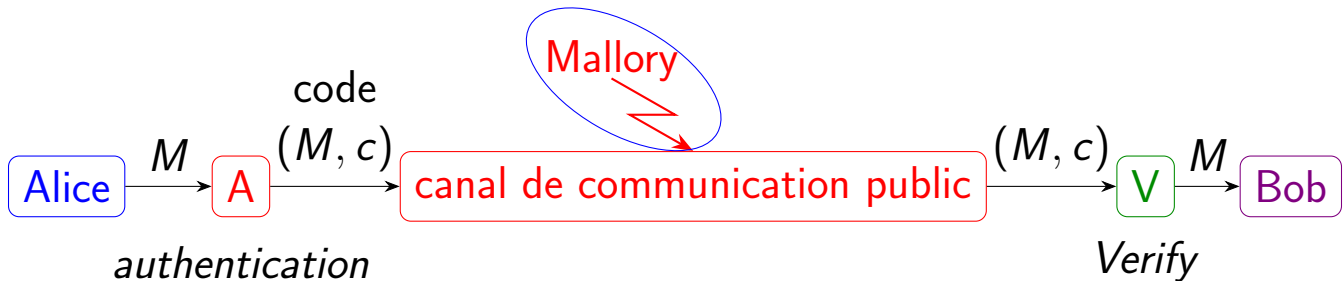 Mallory
code
M
(M, c)
(M, c)
M
Alice
A
canal de communication public
V
Bob
authentication
Verify